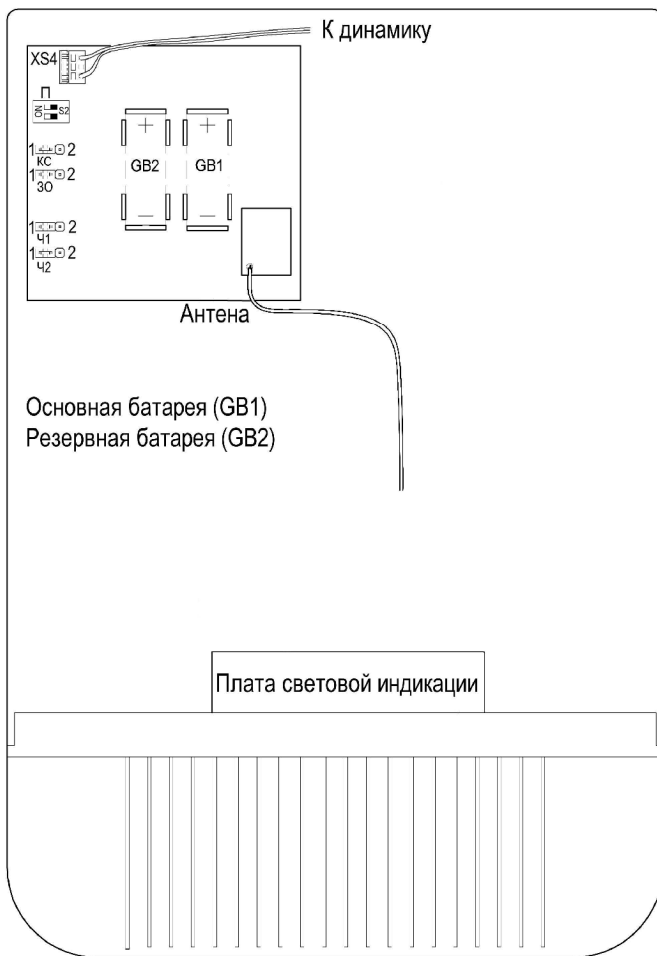 К динамику
XS4
П
ON S2
1 2
КС
1 2
ЗО
1 2
Ч1
1 2
Ч2
+ +
GB2 GB1
– –
Антена
Основная батарея (GB1)
Резервная батарея (GB2)
Плата световой индикации